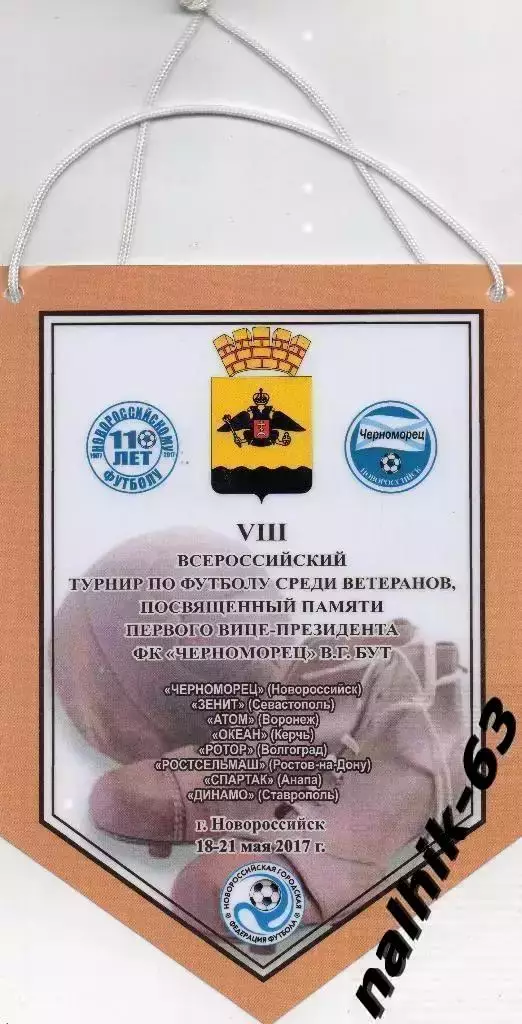 НОВОРОССИЙСКОМУ
1907 110 2017
ЛЕТ
ФУТБОЛУ
Черноморец
НОВОРОССИЙСК
VIII
ВСЕРОССИЙСКИЙ
ТУРНИР ПО ФУТБОЛУ СРЕДИ ВЕТЕРАНОВ,
ПОСВЯЩЕННЫЙ ПАМЯТИ
ПЕРВОГО ВИЦЕ-ПРЕЗИДЕНТА
ФК «ЧЕРНОМОРЕЦ» В.Г. БУТ
«ЧЕРНОМОРЕЦ» (Новороссийск)
«ЗЕНИТ» (Севастополь)
«АТОМ» (Воронеж)
«ОКЕАН» (Керчь)
«РОТОР» (Волгоград)
«РОСТСЕЛЬМАШ» (Ростов-на-Дону)
«СПАРТАК» (Анапа)
«ДИНАМО» (Ставрополь)
г. Новороссийск
18-21 мая 2017 г.
НОВОРОССИЙСКАЯ ГОРОДСКАЯ
ФЕДЕРАЦИЯ ФУТБОЛА
nalhik-63